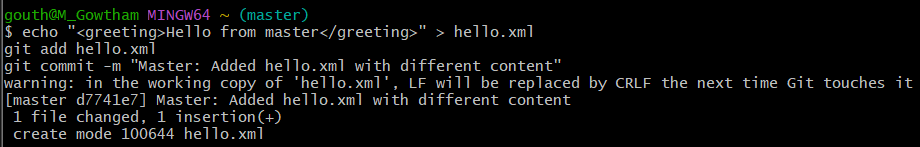 gouth@M_Gowtham MINGW64 ~ (master)
$ echo "<greeting>Hello from master</greeting>" > hello.xml
git add hello.xml
git commit -m "Master: Added hello.xml with different content"
warning: in the working copy of 'hello.xml', LF will be replaced by CRLF the next time Git touches it
[master d7741e7] Master: Added hello.xml with different content
 1 file changed, 1 insertion(+)
 create mode 100644 hello.xml